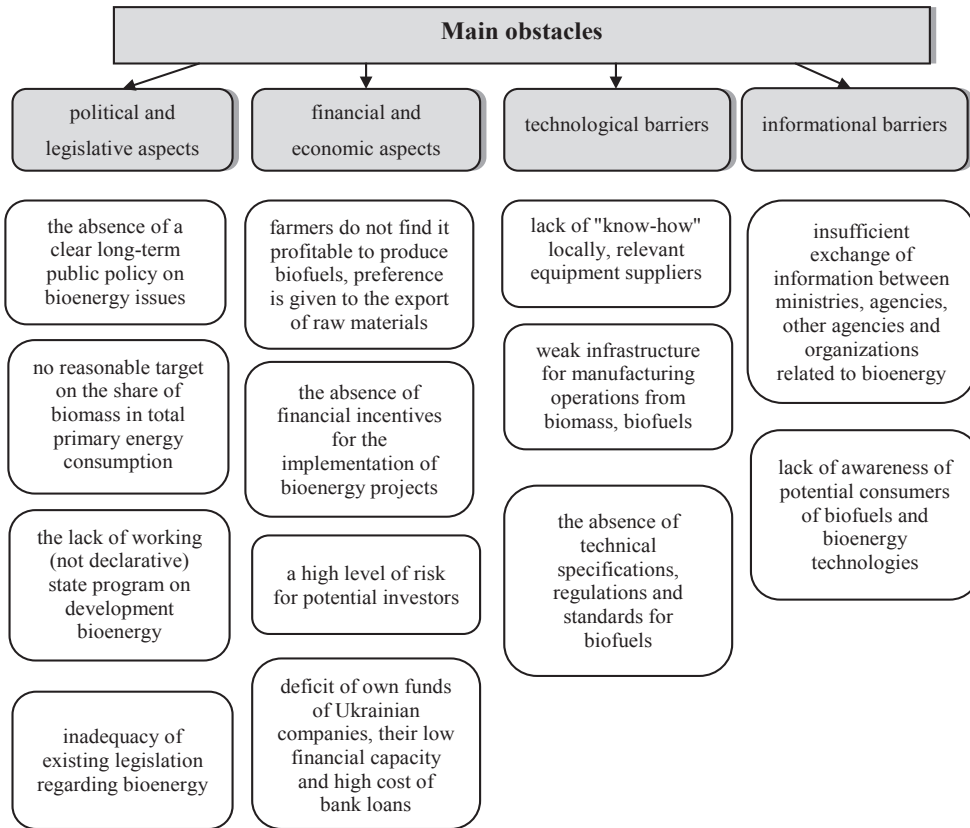 Main obstacles
political and
legislative aspects
financial and
economic aspects
technological barriers
informational barriers
the absence of a
clear long-term
public policy on
bioenergy issues
no reasonable target
on the share of
biomass in total
primary energy
consumption
the lack of working
(not declarative)
state program on
development
bioenergy
inadequacy of
existing legislation
regarding bioenergy
farmers do not find it
profitable to produce
biofuels, preference
is given to the export
of raw materials
the absence of
financial incentives
for the
implementation of
bioenergy projects
a high level of risk
for potential investors
deficit of own funds
of Ukrainian
companies, their low
financial capacity
and high cost of
bank loans
lack of "know-how"
locally, relevant
equipment suppliers
weak infrastructure
for manufacturing
operations from
biomass, biofuels
the absence of
technical
specifications,
regulations and
standards for
biofuels
insufficient
exchange of
information between
ministries, agencies,
other agencies and
organizations
related to bioenergy
lack of awareness of
potential consumers
of biofuels and
bioenergy
technologies